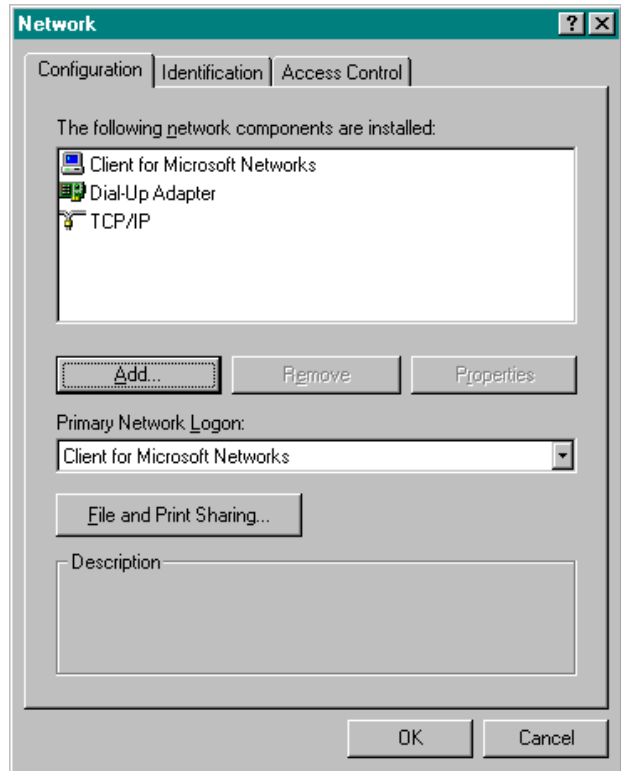 Network
Configuration Identification Access Control
The following network components are installed:
Client for Microsoft Networks
Dial-Up Adapter
TCP/IP
Add... Remove Properties
Primary Network Logon:
Client for Microsoft Networks
File and Print Sharing...
Description
OK Cancel